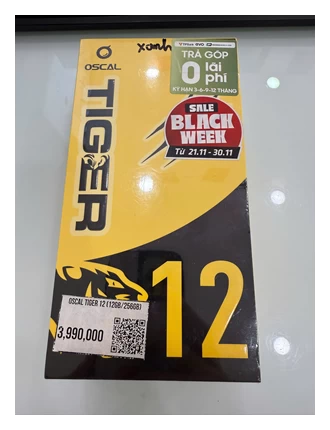 xanh
OSCAL
TIGER
TRẢ GÓP
0 lãi
phí
KỲ HẠN 3-6-9-12 THÁNG
SALE
BLACK
WEEK
Từ 21.11 - 30.11
12
OSCAL TIGER 12 (12GB/256GB)
3,990,000